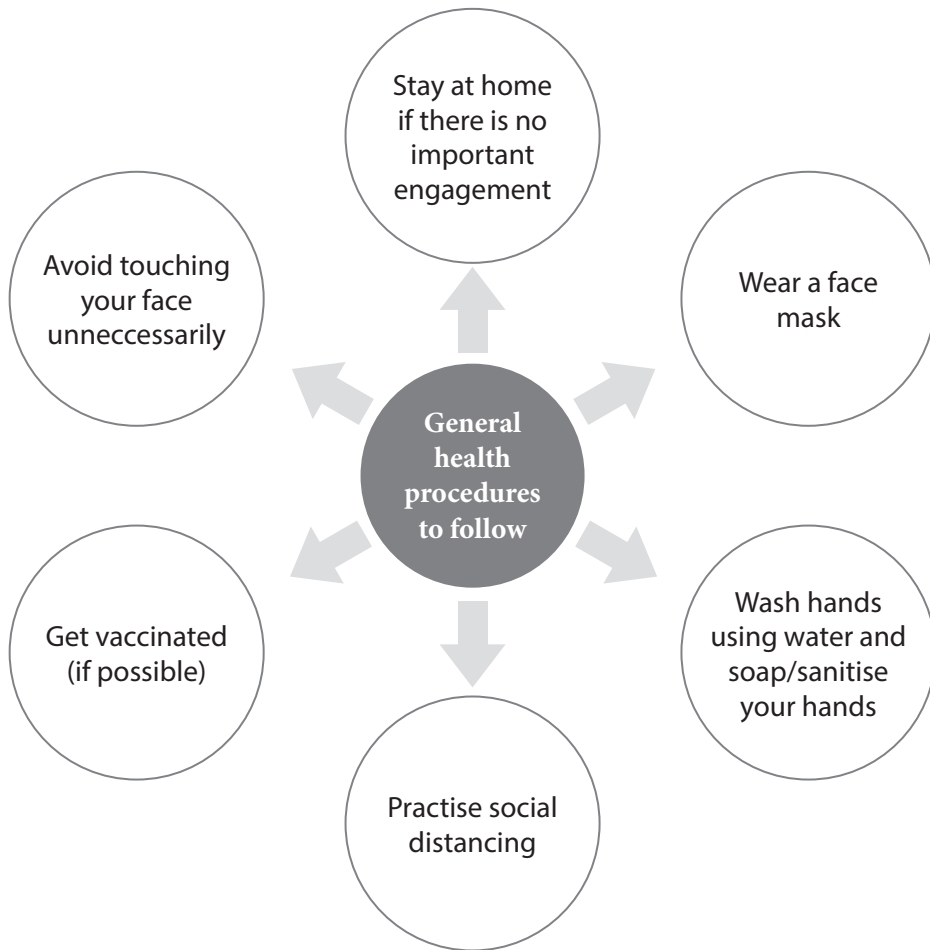 Stay at home
if there is no
important
engagement
Avoid touching
your face
unneccessarily
Wear a face
mask
General
health
procedures
to follow
Get vaccinated
(if possible)
Wash hands
using water and
soap/sanitise
your hands
Practise social
distancing